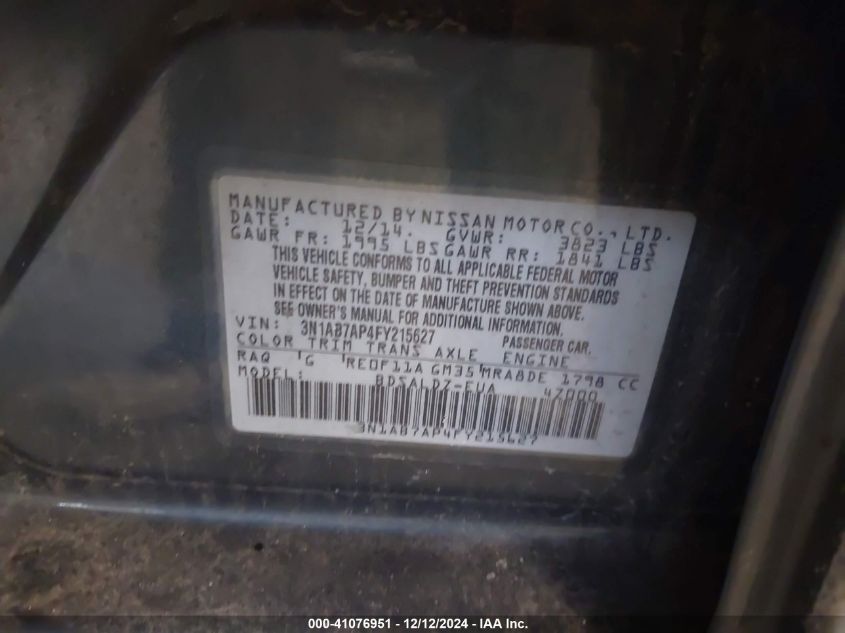 MANUFACTURED BY NISSAN MOTOR CO., LTD.
DATE: 12/14. GVWR: 3823 LBS
GAWR FR: 1995 LBS GAWR RR: 1841 LBS
THIS VEHICLE CONFORMS TO ALL APPLICABLE FEDERAL MOTOR
VEHICLE SAFETY, BUMPER AND THEFT PREVENTION STANDARDS
IN EFFECT ON THE DATE OF MANUFACTURE SHOWN ABOVE.
SEE OWNER'S MANUAL FOR ADDITIONAL INFORMATION.
VIN: 3N1AB7AP4FY215627 PASSENGER CAR.
COLOR TRIM TRANS AXLE ENGINE
RAQ G RE0F11A GM35 MRA8DE 1798 CC
MODEL: BDSALDZ-EUA 4Z000
3N1AB7AP4FY215627
000-41076951 - 12/12/2024 - IAA Inc.